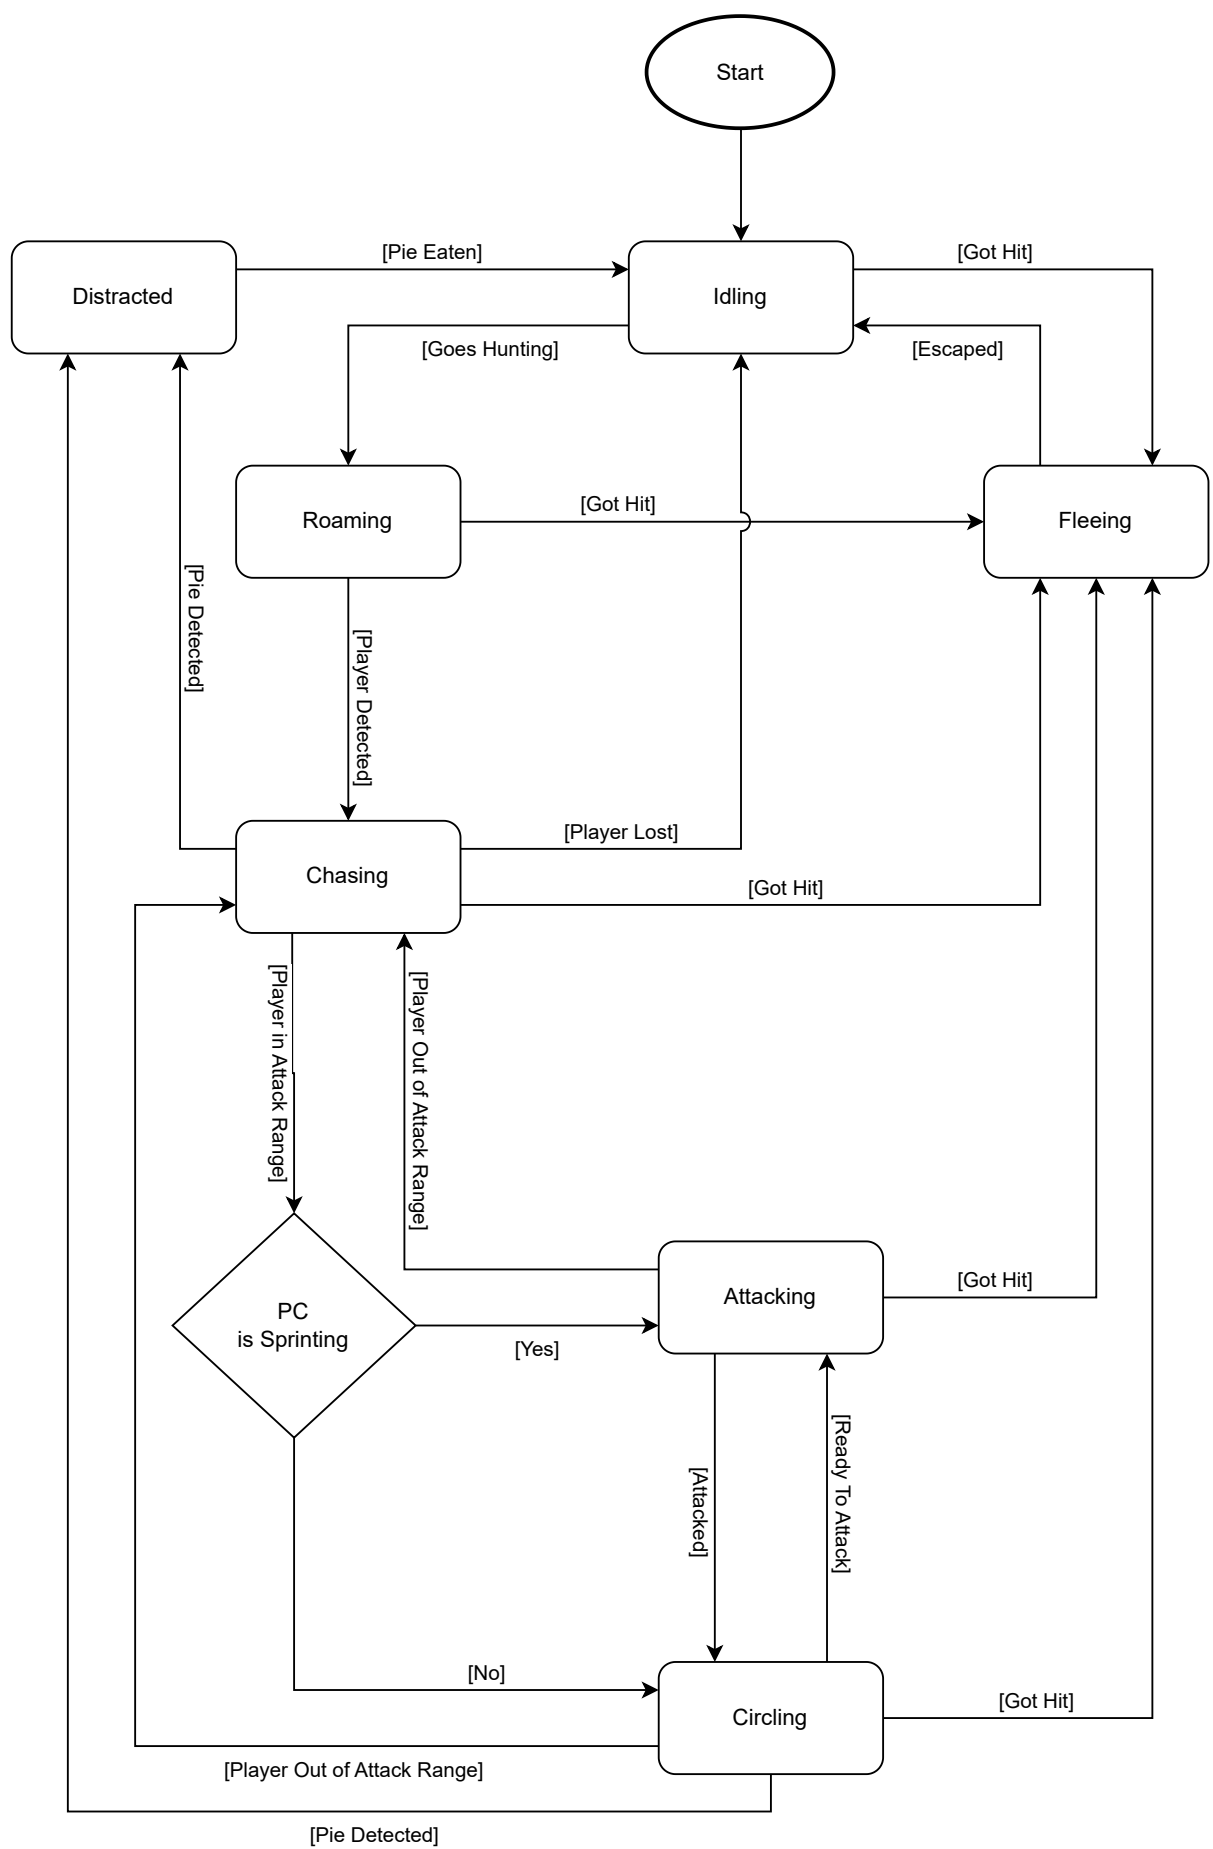 Start
[Pie Eaten]
[Got Hit]
Distracted
Idling
[Goes Hunting]
[Escaped]
[Got Hit]
Roaming
Fleeing
[Pie Detected]
[Player Detected]
[Player Lost]
Chasing
[Got Hit]
[Player in Attack Range]
[Player Out of Attack Range]
[Got Hit]
Attacking
PC
is Sprinting
[Yes]
[Attacked]
[Ready To Attack]
[No]
[Got Hit]
Circling
[Player Out of Attack Range]
[Pie Detected]